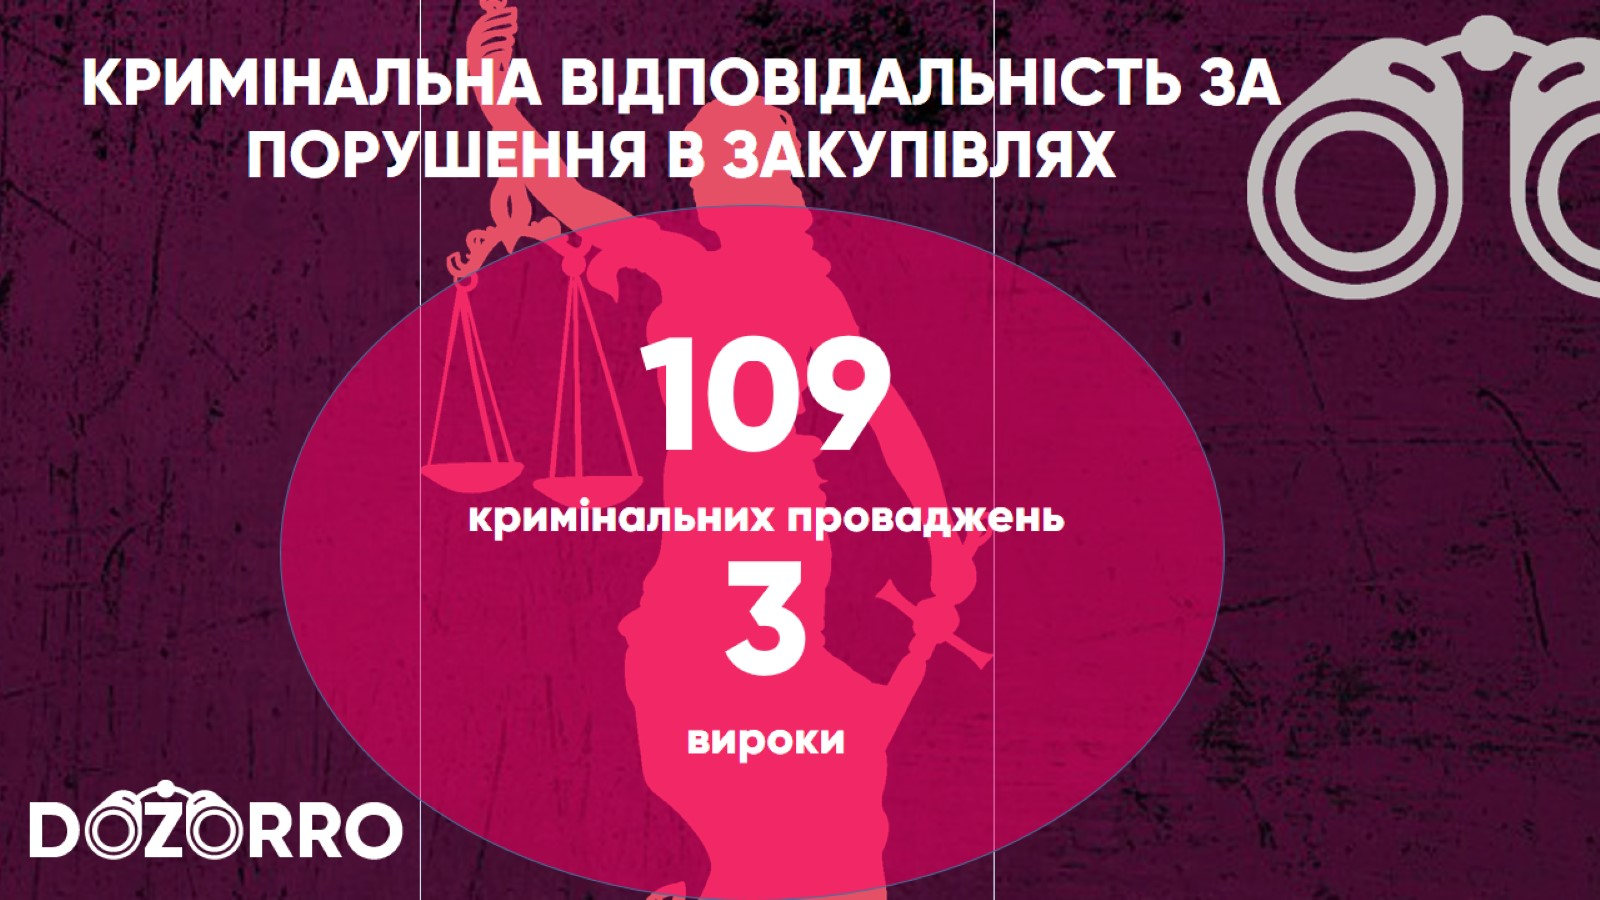 КРИМІНАЛЬНА ВІДПОВІДАЛЬНІСТЬ ЗА
ПОРУШЕННЯ В ЗАКУПІВЛЯХ
109
кримінальних проваджень
3
вироки
DOZORRO